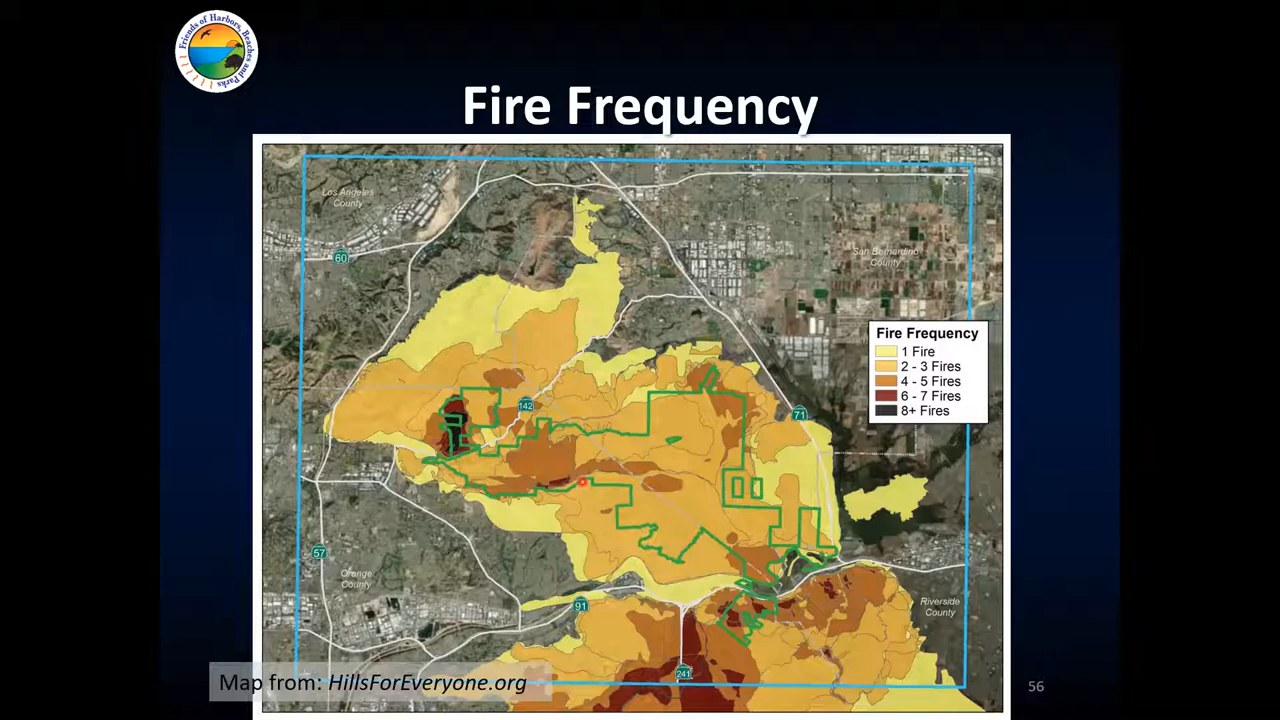 Friends of Harbors, Beaches and Parks
Fire Frequency
Los Angeles
County
60
San Bernardino
County
Fire Frequency
1 Fire
2 - 3 Fires
4 - 5 Fires
6 - 7 Fires
8+ Fires
142
71
57
Orange
County
91
Riverside
County
241
Map from: HillsForEveryone.org
56